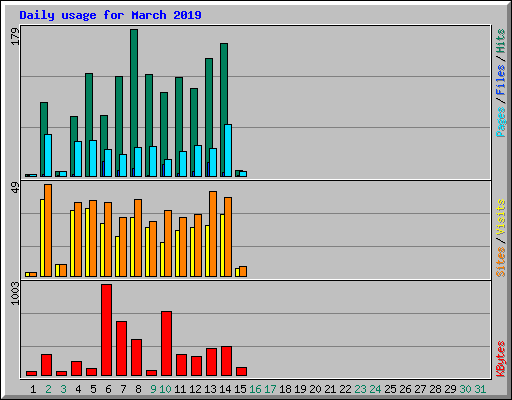 Daily usage for March 2019
179
Pages / Files / Hits
49
Sites / Visits
1003
KBytes
1 2 3 4 5 6 7 8 9 10 11 12 13 14 15 16 17 18 19 20 21 22 23 24 25 26 27 28 29 30 31